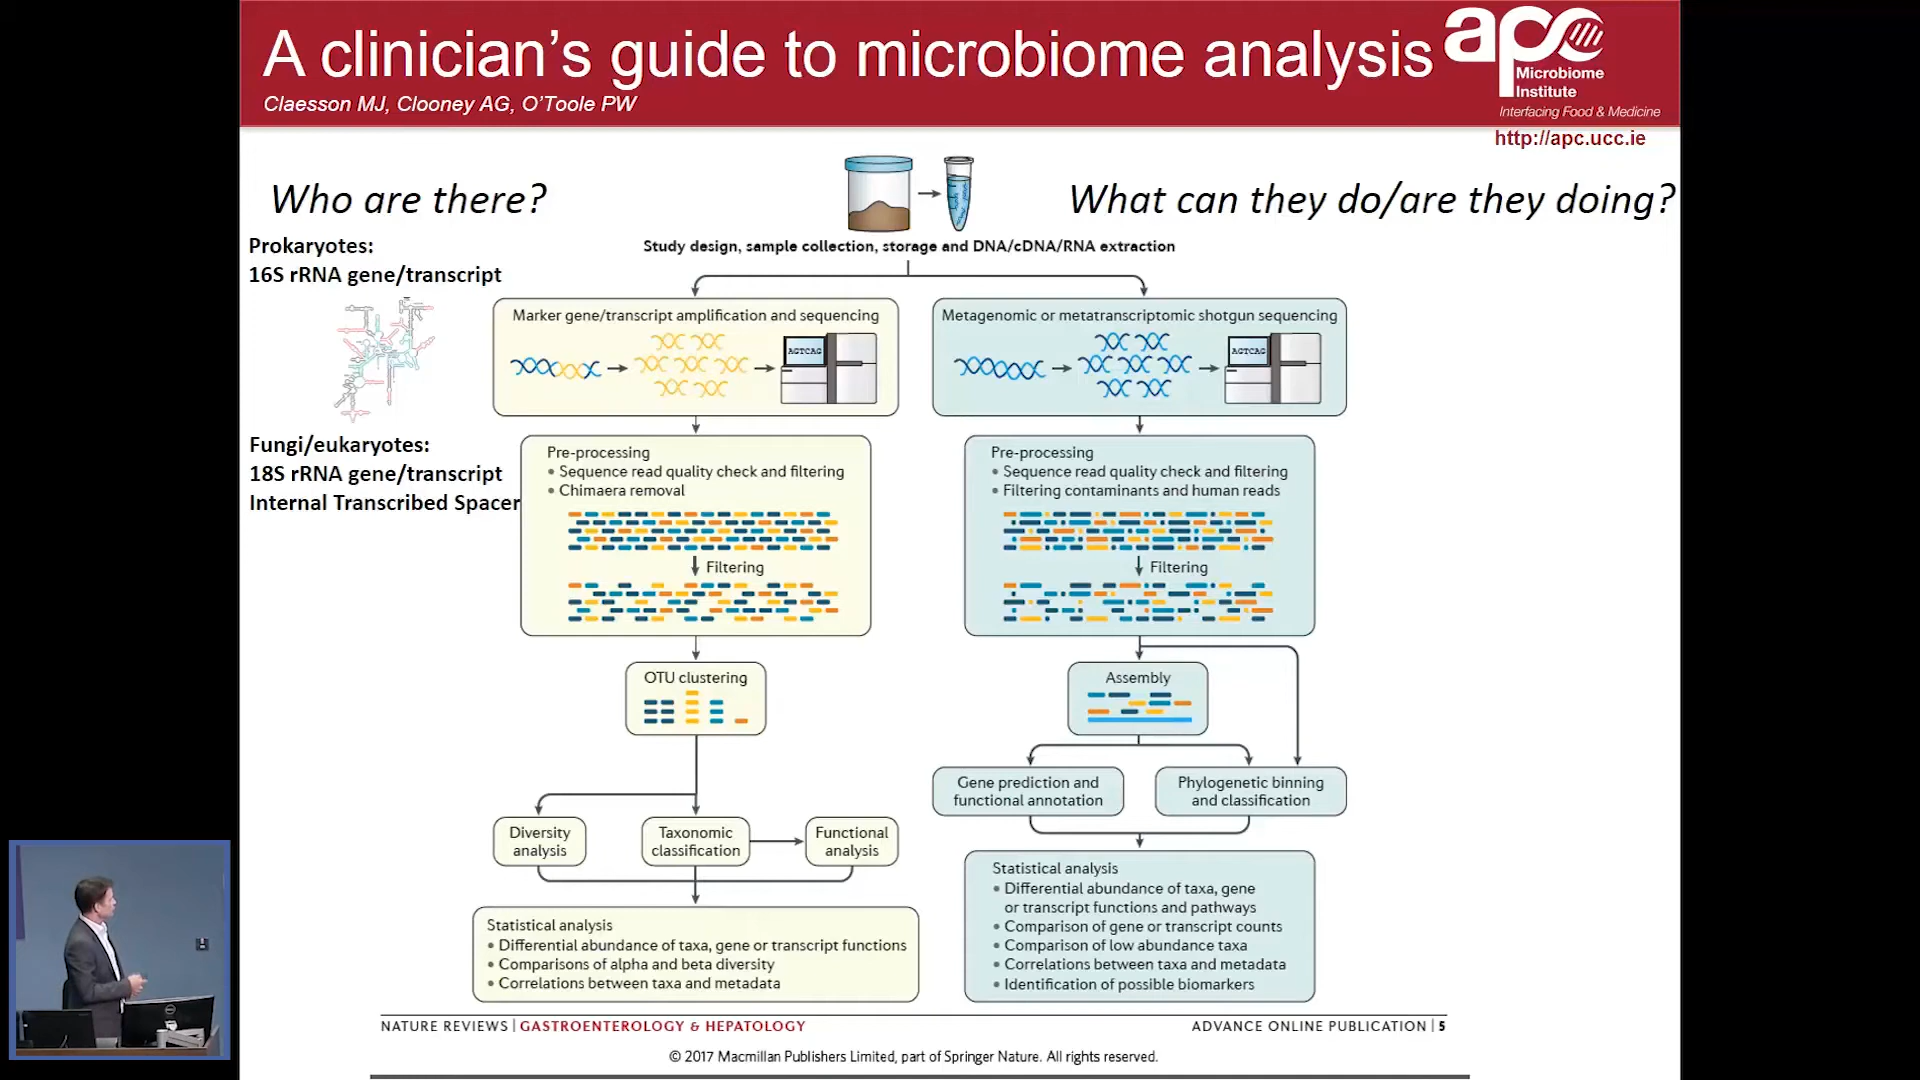 A clinician's guide to microbiome analysis
Claesson MJ, Clooney AG, O'Toole PW
apc
Microbiome
Institute
Interfacing Food & Medicine
http://apc.ucc.ie
Who are there?
What can they do/are they doing?
Prokaryotes:
16S rRNA gene/transcript
Fungi/eukaryotes:
18S rRNA gene/transcript
Internal Transcribed Spacer
Study design, sample collection, storage and DNA/cDNA/RNA extraction
Marker gene/transcript amplification and sequencing
AGTCAG
Pre-processing
• Sequence read quality check and filtering
• Chimaera removal
Filtering
OTU clustering
Diversity
analysis
Taxonomic
classification
Functional
analysis
Statistical analysis
• Differential abundance of taxa, gene or transcript functions
• Comparisons of alpha and beta diversity
• Correlations between taxa and metadata
Metagenomic or metatranscriptomic shotgun sequencing
AGTCAG
Pre-processing
• Sequence read quality check and filtering
• Filtering contaminants and human reads
Filtering
Assembly
Gene prediction and
functional annotation
Phylogenetic binning
and classification
Statistical analysis
• Differential abundance of taxa, gene
or transcript functions and pathways
• Comparison of gene or transcript counts
• Comparison of low abundance taxa
• Correlations between taxa and metadata
• Identification of possible biomarkers
NATURE REVIEWS | GASTROENTEROLOGY & HEPATOLOGY
ADVANCE ONLINE PUBLICATION | 5
© 2017 Macmillan Publishers Limited, part of Springer Nature. All rights reserved.